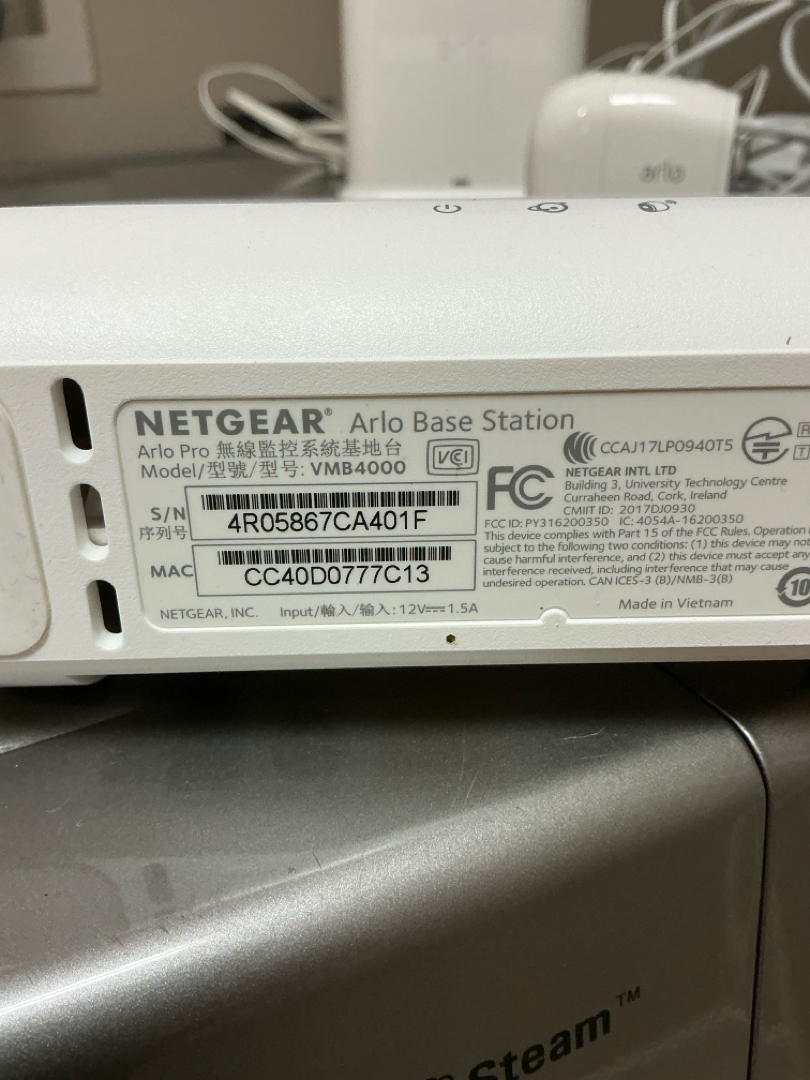 arlo
NETGEAR® Arlo Base Station
Arlo Pro 無線監控系統基地台
Model/型號/型号: VMB4000
VCI
CCAJ17LP0940T5
R
T
S/N
序列号
4R05867CA401F
MAC
CC40D0777C13
NETGEAR, INC. Input/輸入/输入: 12V⎓1.5A
FC
NETGEAR INTL LTD
Building 3, University Technology Centre
Curraheen Road, Cork, Ireland
CMIIT ID: 2017DJ0930
FCC ID: PY316200350 IC: 4054A-16200350
This device complies with Part 15 of the FCC Rules. Operation
subject to the following two conditions: (1) this device may not
cause harmful interference, and (2) this device must accept any
interference received, including interference that may cause
undesired operation. CAN ICES-3 (B)/NMB-3(B)
10
Made in Vietnam
Steam™